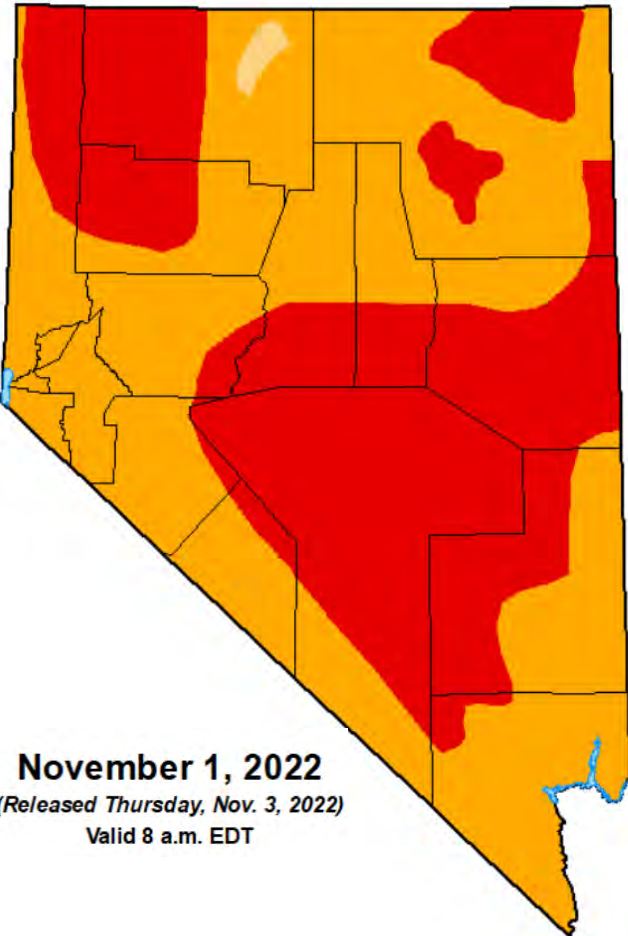 November 1, 2022
(Released Thursday, Nov. 3, 2022)
Valid 8 a.m. EDT